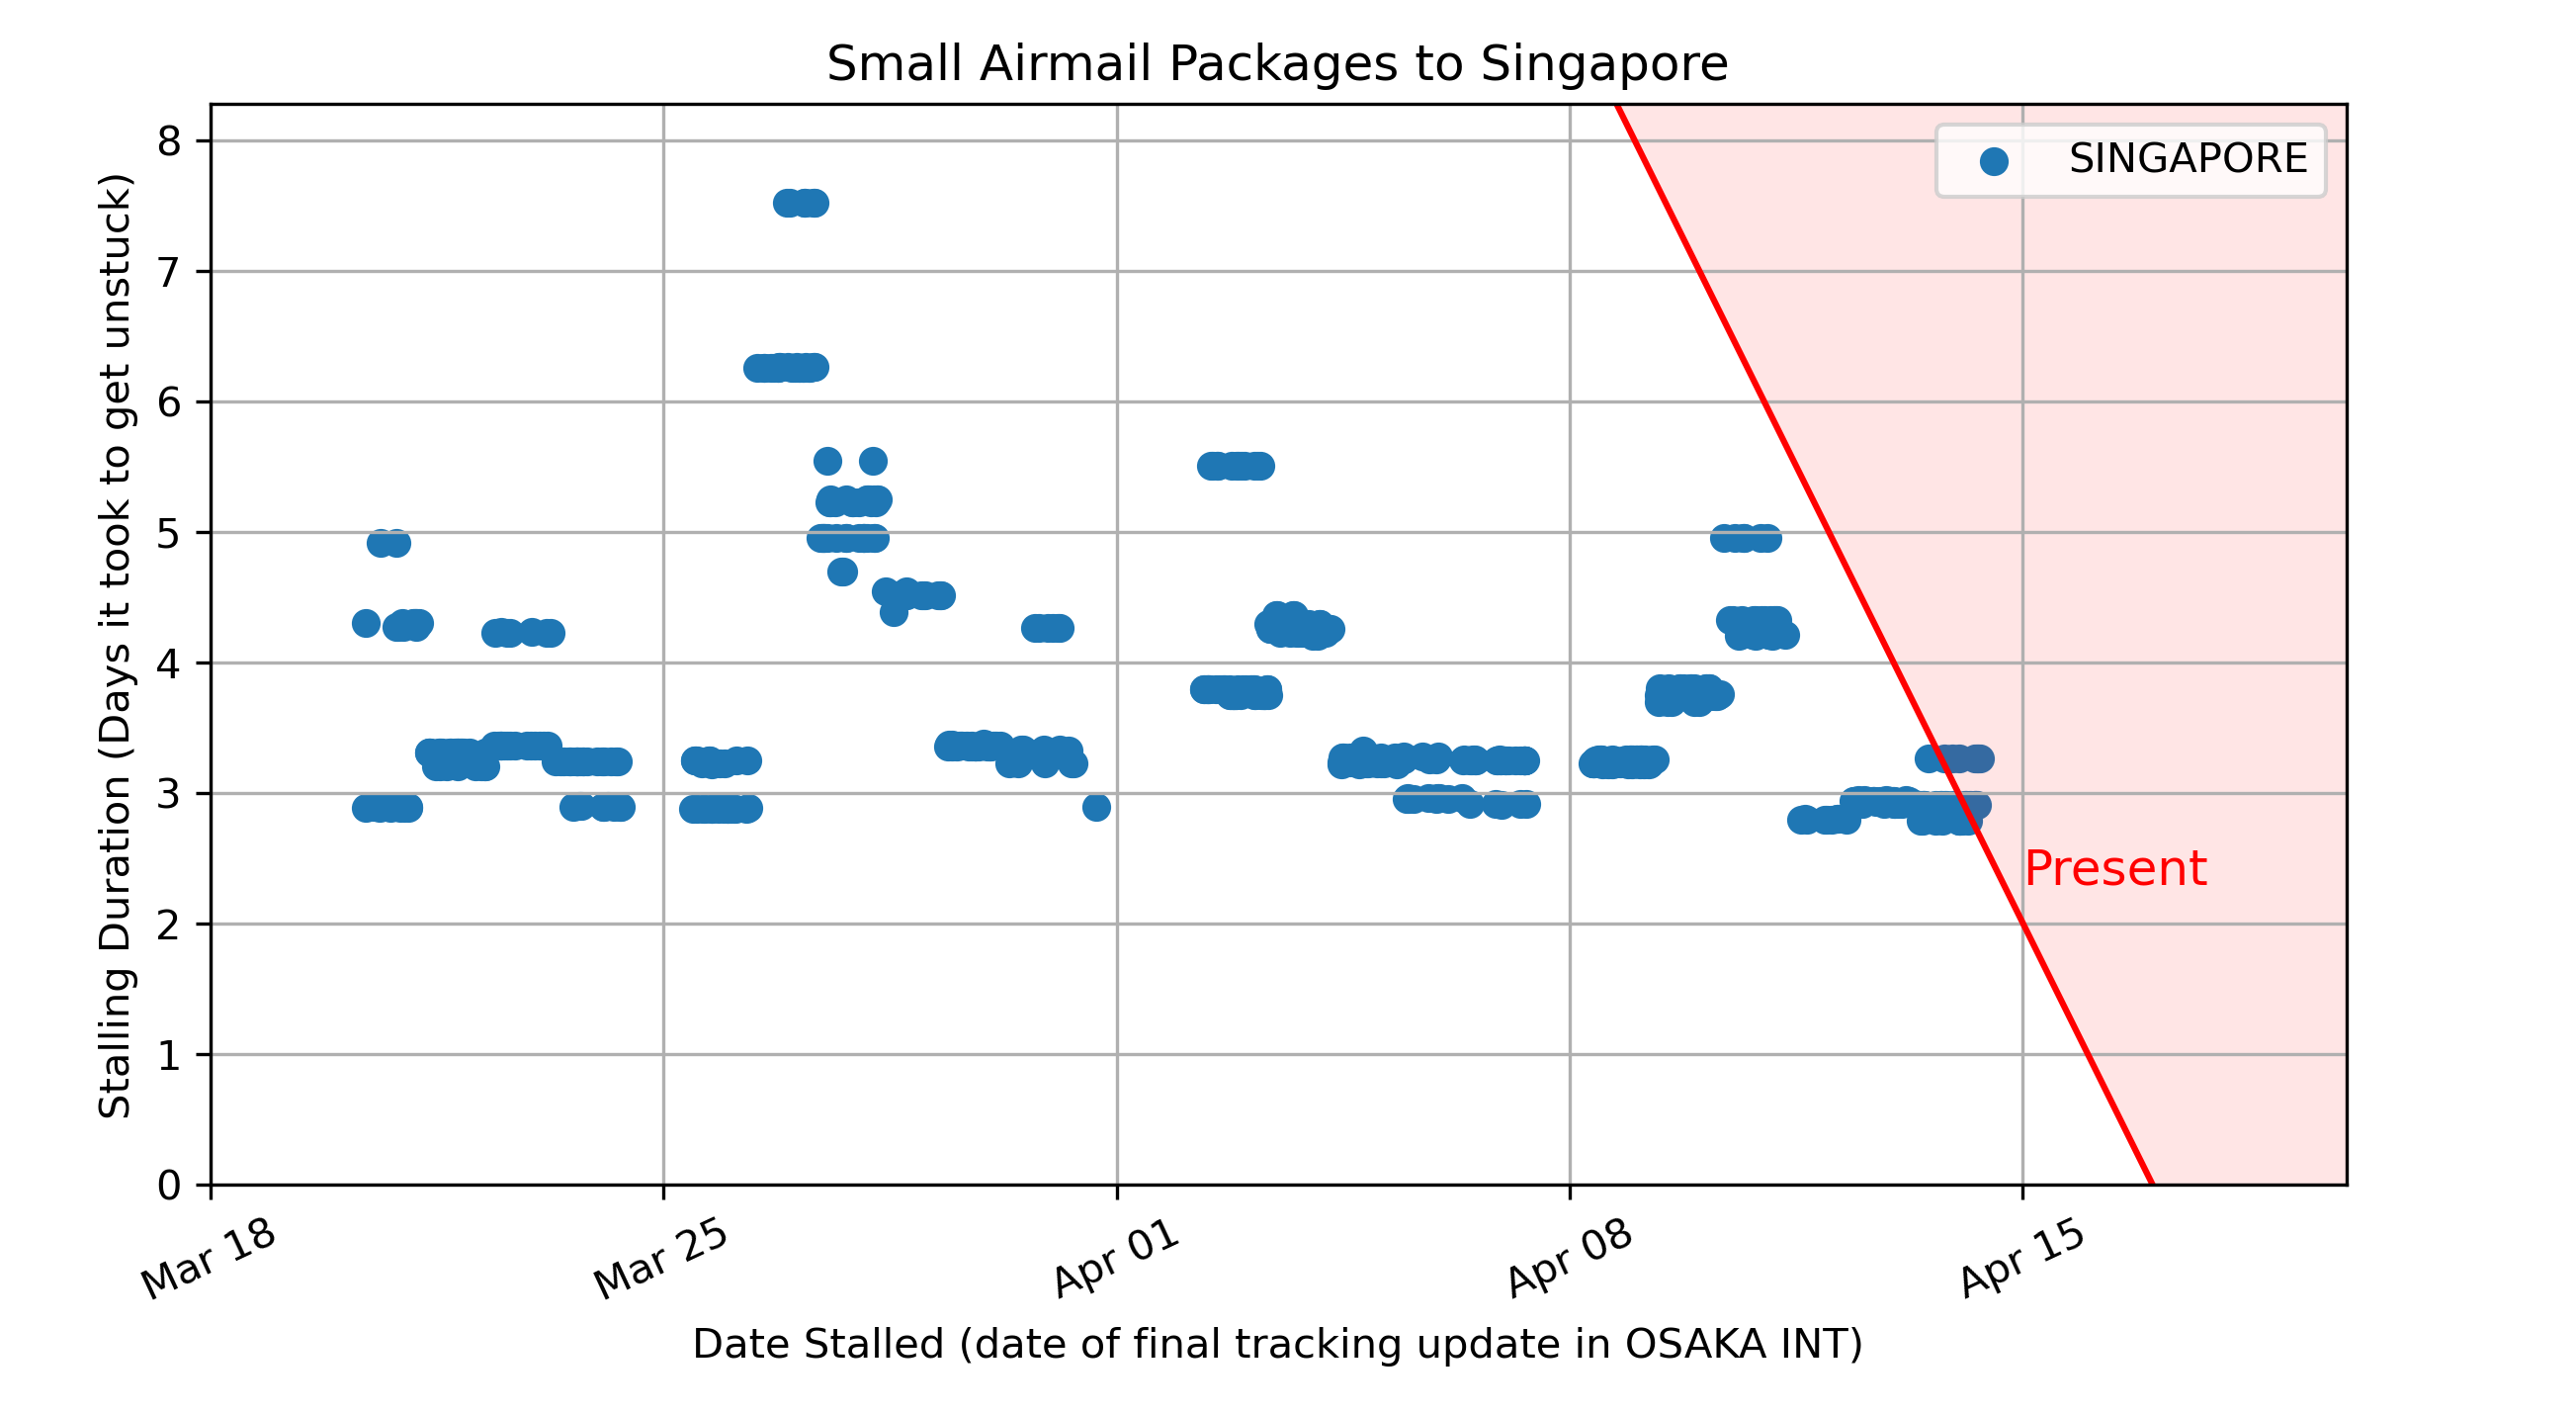 Small Airmail Packages to Singapore
SINGAPORE
Stalling Duration (Days it took to get unstuck)
8
7
6
5
4
3
2
1
0
Present
Mar 18
Mar 25
Apr 01
Apr 08
Apr 15
Date Stalled (date of final tracking update in OSAKA INT)